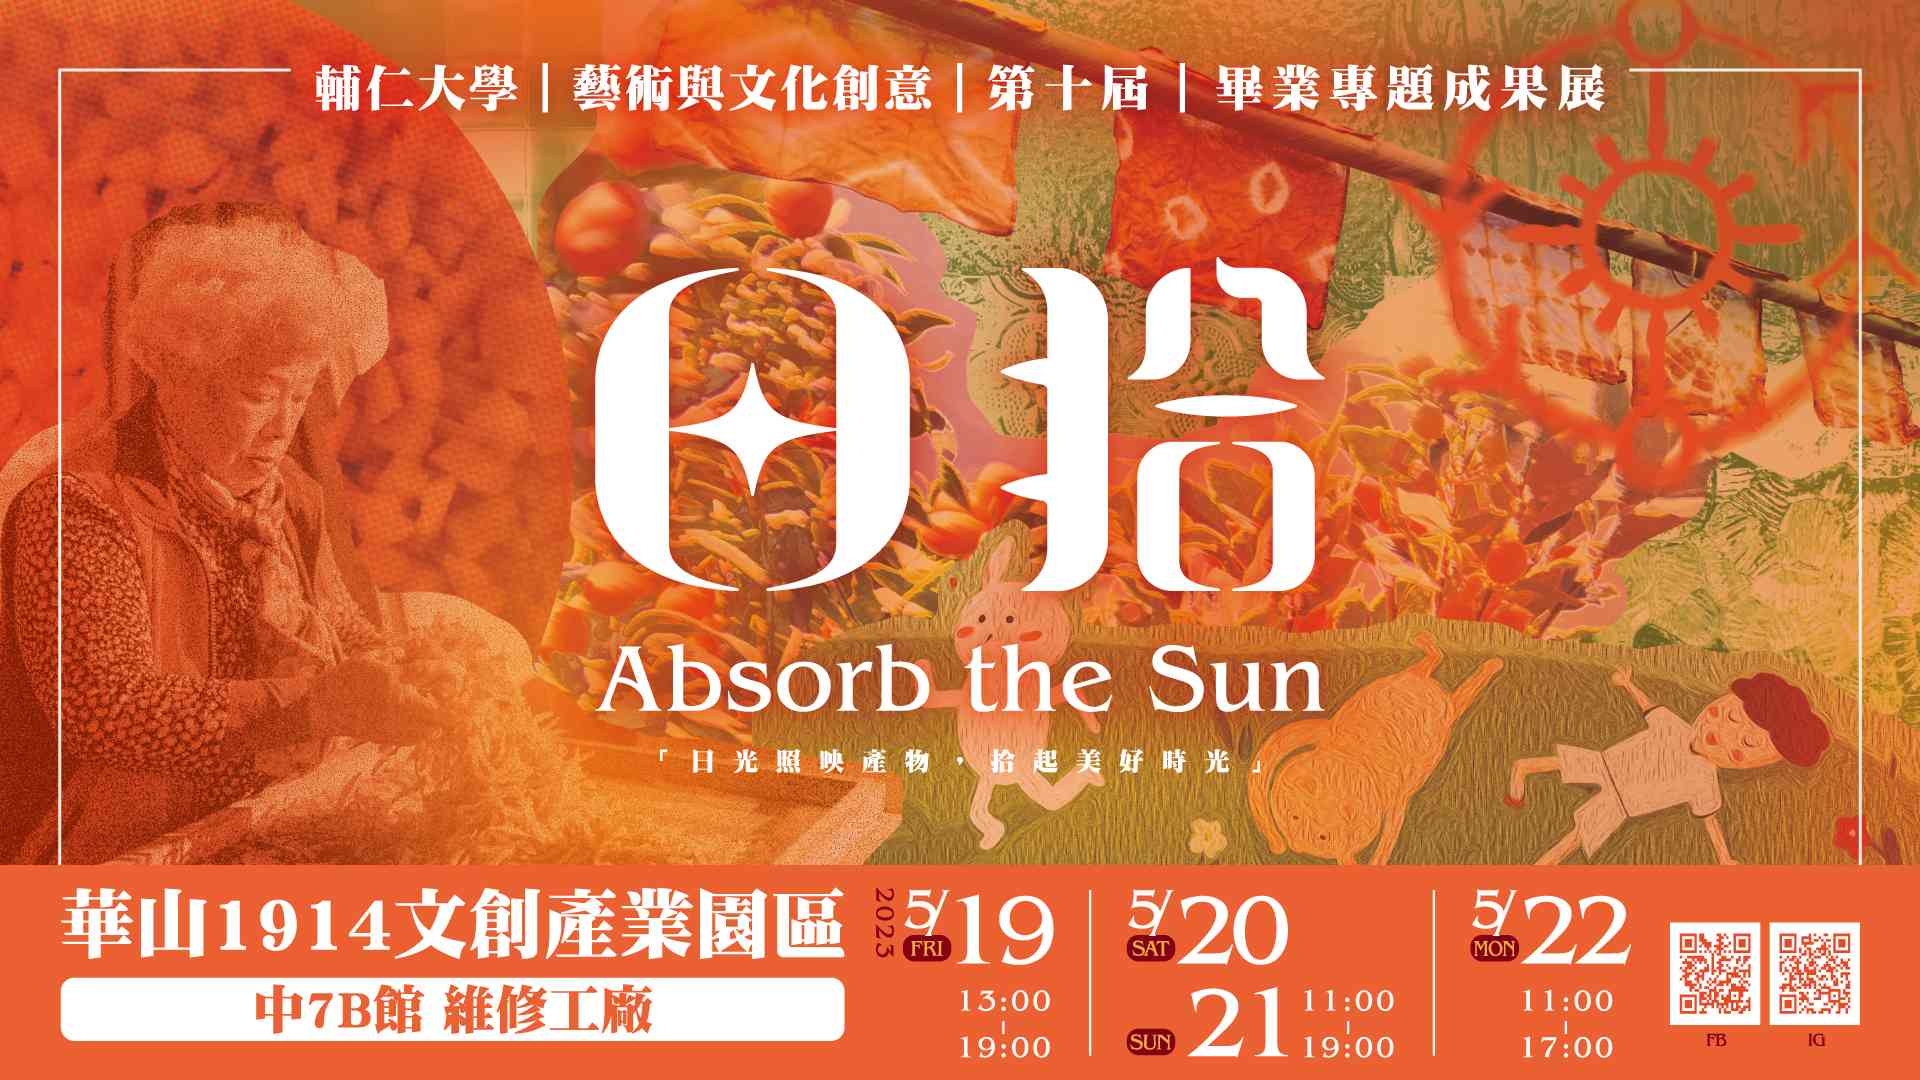 輔仁大學｜藝術與文化創意｜第十屆｜畢業專題成果展
日拾
Absorb the Sun
「日光照映產物，拾起美好時光」
華山1914文創產業園區
中7B館 維修工廠
2023
5/19 FRI
13:00
19:00
5/20 SAT
21 SUN
11:00
19:00
5/22 MON
11:00
17:00
FB
IG